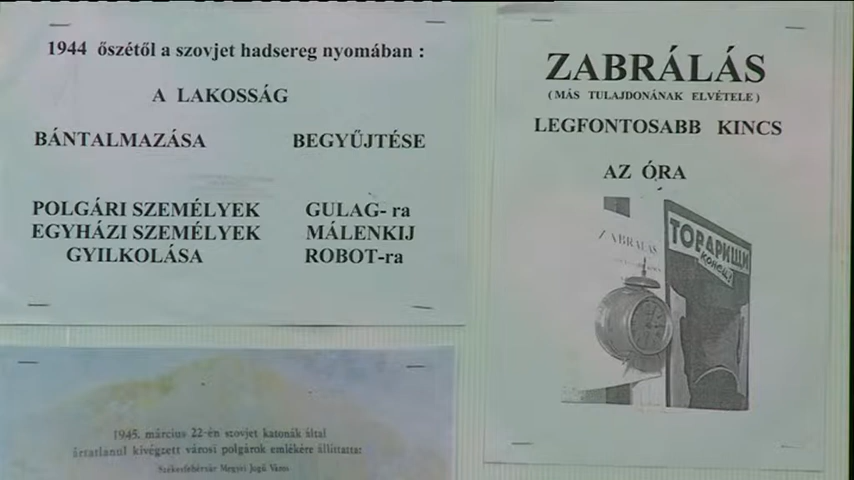 1944 őszétől a szovjet hadsereg nyomában :
A LAKOSSÁG
BÁNTALMAZÁSA BEGYŰJTÉSE
POLGÁRI SZEMÉLYEK GULAG- ra
EGYHÁZI SZEMÉLYEK MÁLENKIJ
GYILKOLÁSA ROBOT-ra
1945. március 22-én szovjet katonák által
ártatlanul kivégzett városi polgárok emlékére állíttatta:
Székesfehérvár Megyei Jogú Város
ZABRÁLÁS
( MÁS TULAJDONÁNAK ELVÉTELE )
LEGFONTOSABB KINCS
AZ ÓRA
ZABRÁLÁS
ТОВАРИЩИ
КОНЕЦ!